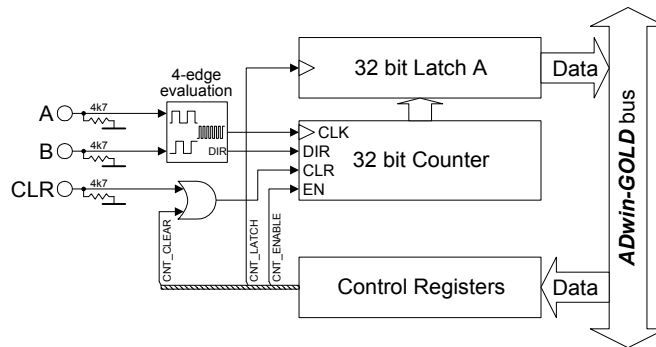 32 bit Latch A
Data
4-edge
evaluation
A
4k7
CLK
DIR
B
4k7
DIR
32 bit Counter
CLR
4k7
CLR
EN
CNT_CLEAR
CNT_LATCH
CNT_ENABLE
Control Registers
Data
ADwin-GOLD bus